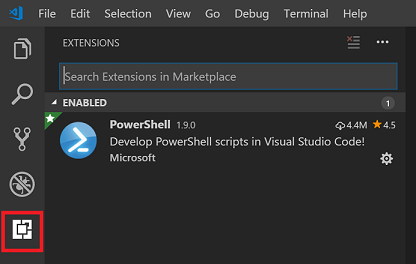 File Edit Selection View Go Debug Terminal Help
EXTENSIONS
Search Extensions in Marketplace
ENABLED 1
PowerShell 1.9.0 4.4M 4.5
Develop PowerShell scripts in Visual Studio Code!
Microsoft